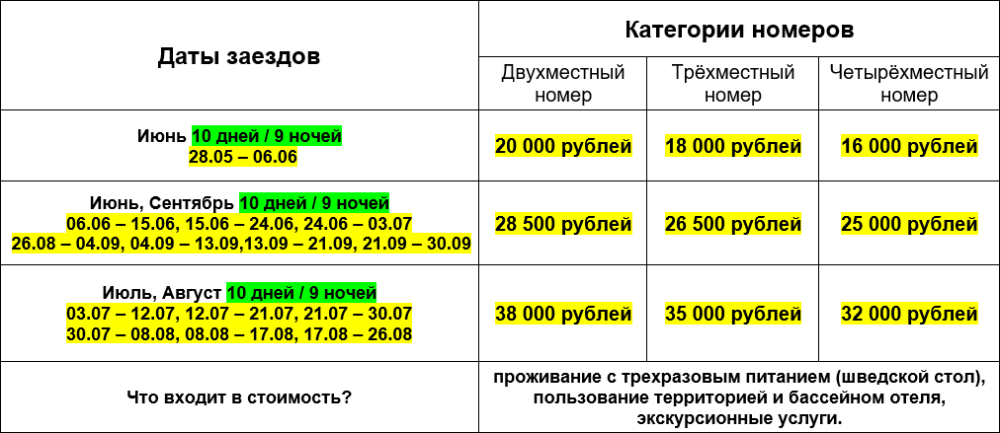 Даты заездов
Категории номеров
Двухместный
номер
Трёхместный
номер
Четырёхместный
номер
Июнь 10 дней / 9 ночей
28.05 – 06.06
20 000 рублей
18 000 рублей
16 000 рублей
Июнь, Сентябрь 10 дней / 9 ночей
06.06 – 15.06, 15.06 – 24.06, 24.06 – 03.07
26.08 – 04.09, 04.09 – 13.09,13.09 – 21.09, 21.09 – 30.09
28 500 рублей
26 500 рублей
25 000 рублей
Июль, Август 10 дней / 9 ночей
03.07 – 12.07, 12.07 – 21.07, 21.07 – 30.07
30.07 – 08.08, 08.08 – 17.08, 17.08 – 26.08
38 000 рублей
35 000 рублей
32 000 рублей
Что входит в стоимость?
проживание с трехразовым питанием (шведской стол),
пользование территорией и бассейном отеля,
экскурсионные услуги.